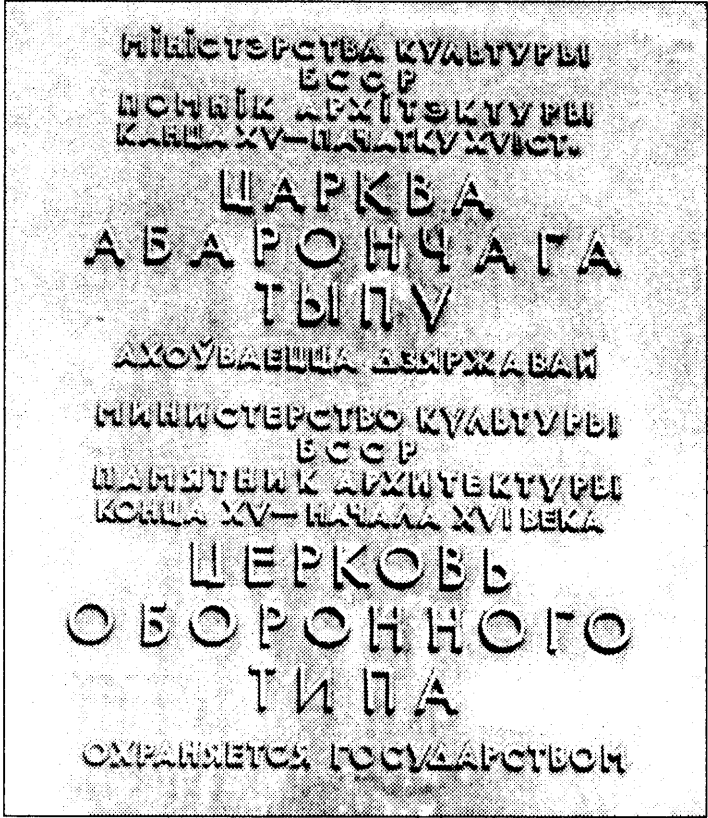 МІНІСТЭРСТВА КУЛЬТУРЫ
БССР
ПОМНІК АРХІТЭКТУРЫ
КАНЦА XV—ПАЧАТКУ XVI СТ.
ЦАРКВА
АБАРОНЧАГА
ТЫПУ
АХОЎВАЕЦЦА ДЗЯРЖАВАЙ
МИНИСТЕРСТВО КУЛЬТУРЫ
БССР
ПАМЯТНИК АРХИТЕКТУРЫ
КОНЦА XV—НАЧАЛА XVI ВЕКА
ЦЕРКОВЬ
ОБОРОННОГО
ТИПА
ОХРАНЯЕТСЯ ГОСУДАРСТВОМ